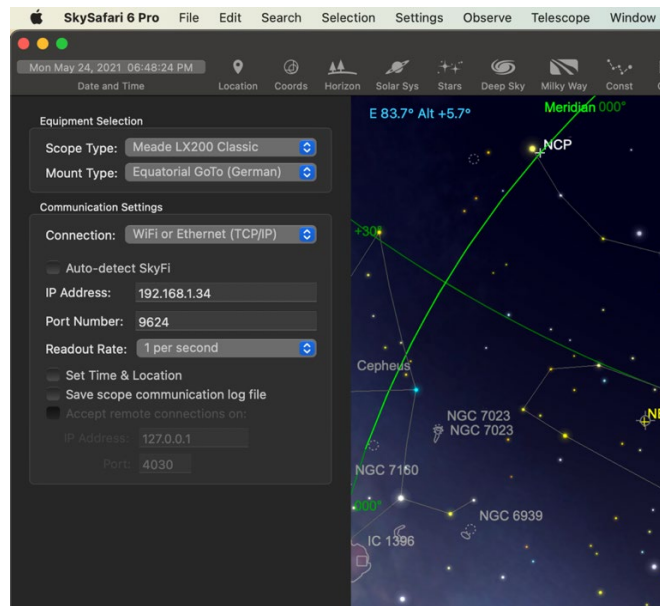 SkySafari 6 Pro File Edit Search Selection Settings Observe Telescope Window
Mon May 24, 2021 06:48:24 PM
Date and Time Location Coords Horizon Solar Sys Stars Deep Sky Milky Way Const
Equipment Selection
Scope Type: Meade LX200 Classic
Mount Type: Equatorial GoTo (German)
Communication Settings
Connection: WiFi or Ethernet (TCP/IP)
Auto-detect SkyFi
IP Address: 192.168.1.34
Port Number: 9624
Readout Rate: 1 per second
Set Time & Location
Save scope communication log file
Accept remote connections on:
IP Address: 127.0.0.1
Port: 4030
E 83.7° Alt +5.7°
Meridian 000°
NCP
+30°
Cepheus
NGC 7023
NGC 7023
NGC 7160
000°
NGC 6939
IC 1396